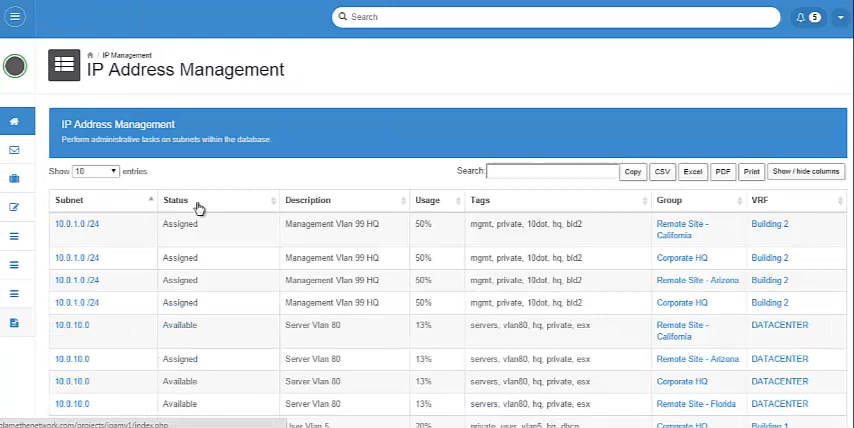 Search
5
/ IP Management
IP Address Management
IP Address Management
Perform administrative tasks on subnets within the database.
Show 10 entries
Search: Copy CSV Excel PDF Print Show / hide columns
Subnet Status Description Usage Tags Group VRF
10.0.1.0 /24 Assigned Management Vlan 99 HQ 50% mgmt, private, 10dot, hq, bld2 Remote Site - Building 2
California
10.0.1.0 /24 Assigned Management Vlan 99 HQ 50% mgmt, private, 10dot, hq, bld2 Corporate HQ Building 2
10.0.1.0 /24 Assigned Management Vlan 99 HQ 50% mgmt, private, 10dot, hq, bld2 Remote Site - Arizona Building 2
10.0.1.0 /24 Assigned Management Vlan 99 HQ 50% mgmt, private, 10dot, hq, bld2 Corporate HQ Building 2
10.0.10.0 Available Server Vlan 80 13% servers, vlan80, hq, private, esx Remote Site - DATACENTER
California
10.0.10.0 Assigned Server Vlan 80 13% servers, vlan80, hq, private, esx Remote Site - Arizona DATACENTER
10.0.10.0 Available Server Vlan 80 13% servers, vlan80, hq, private, esx Corporate HQ DATACENTER
10.0.10.0 Available Server Vlan 80 13% servers, vlan80, hq, private, esx Remote Site - Florida DATACENTER
User Vlan 5 20% private, user, vlan5, hq, dhcp Corporate HQ Building 1
blamethenetwork.com/projects/ipamv1/index.php